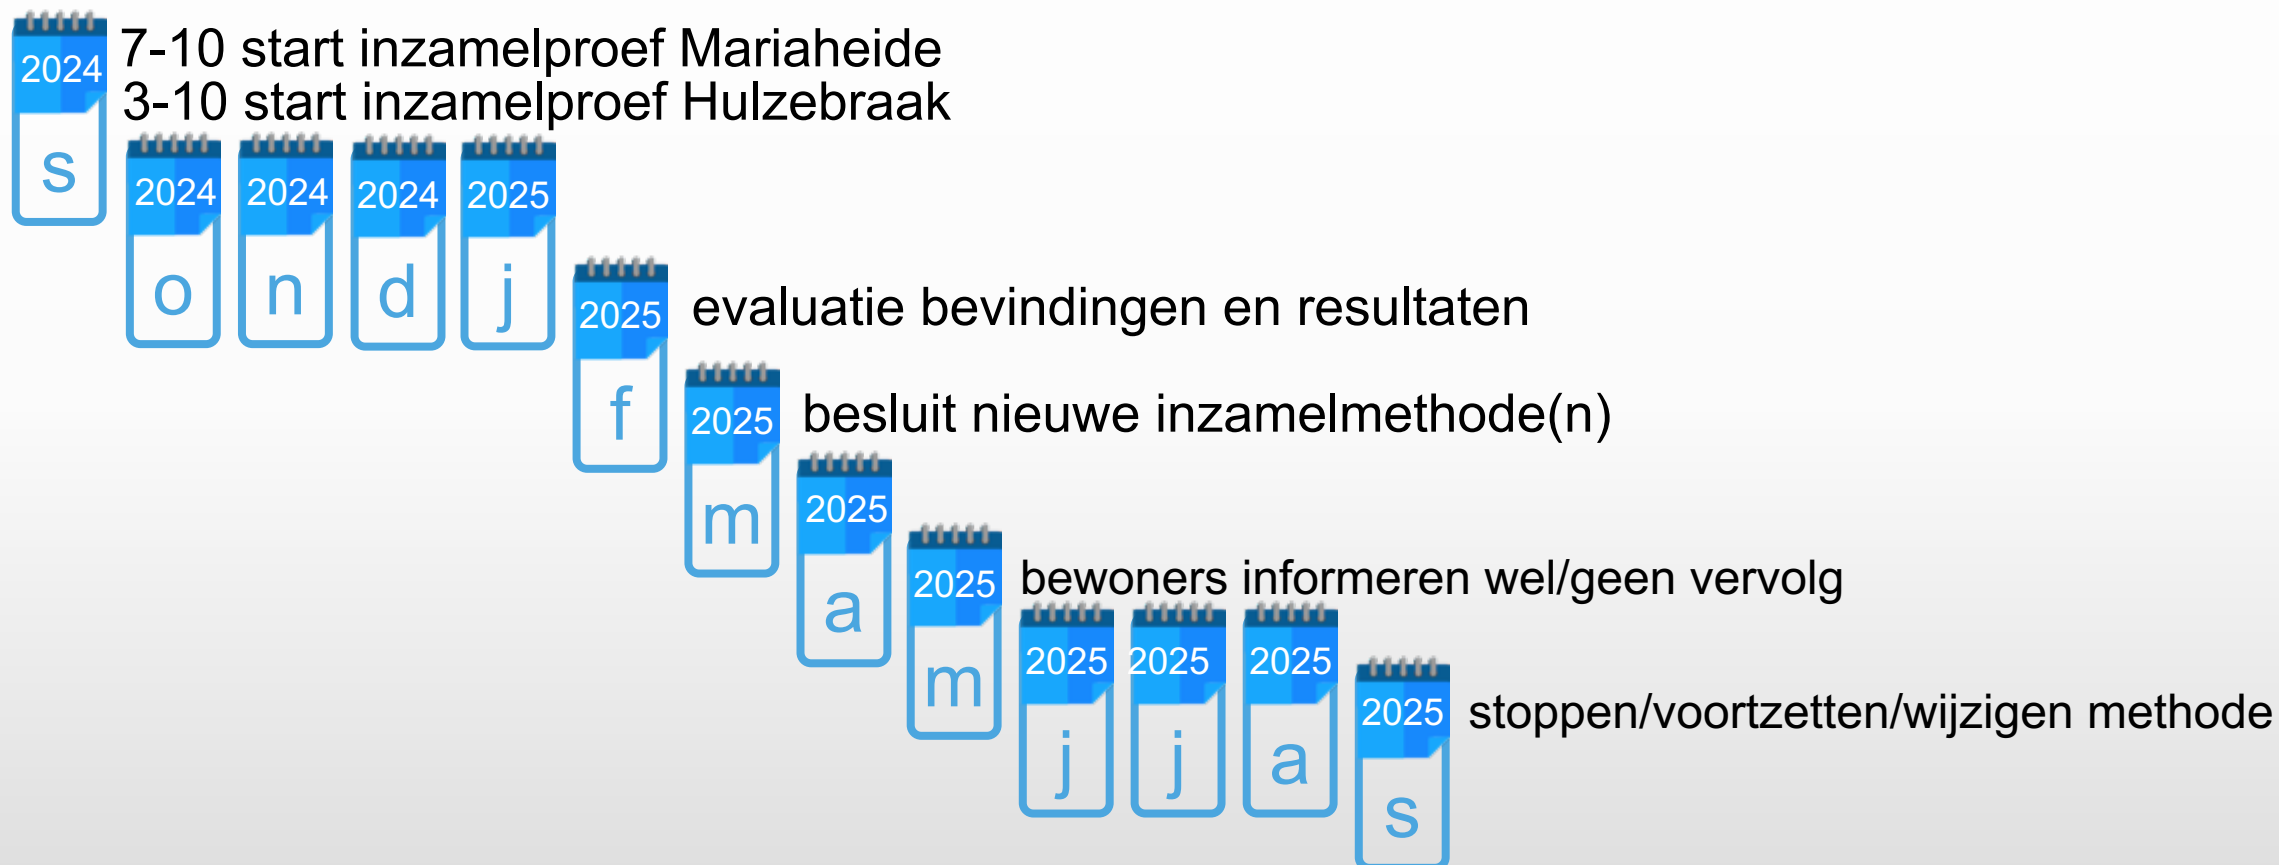 2024
7-10 start inzamelproef Mariaheide
3-10 start inzamelproef Hulzebraak
s
2024 2024 2024 2025
o n d j
2025 evaluatie bevindingen en resultaten
f
2025 besluit nieuwe inzamelmethode(n)
m
2025
a
2025 bewoners informeren wel/geen vervolg
m
2025 2025 2025
j j a
2025 stoppen/voortzetten/wijzigen methode
s